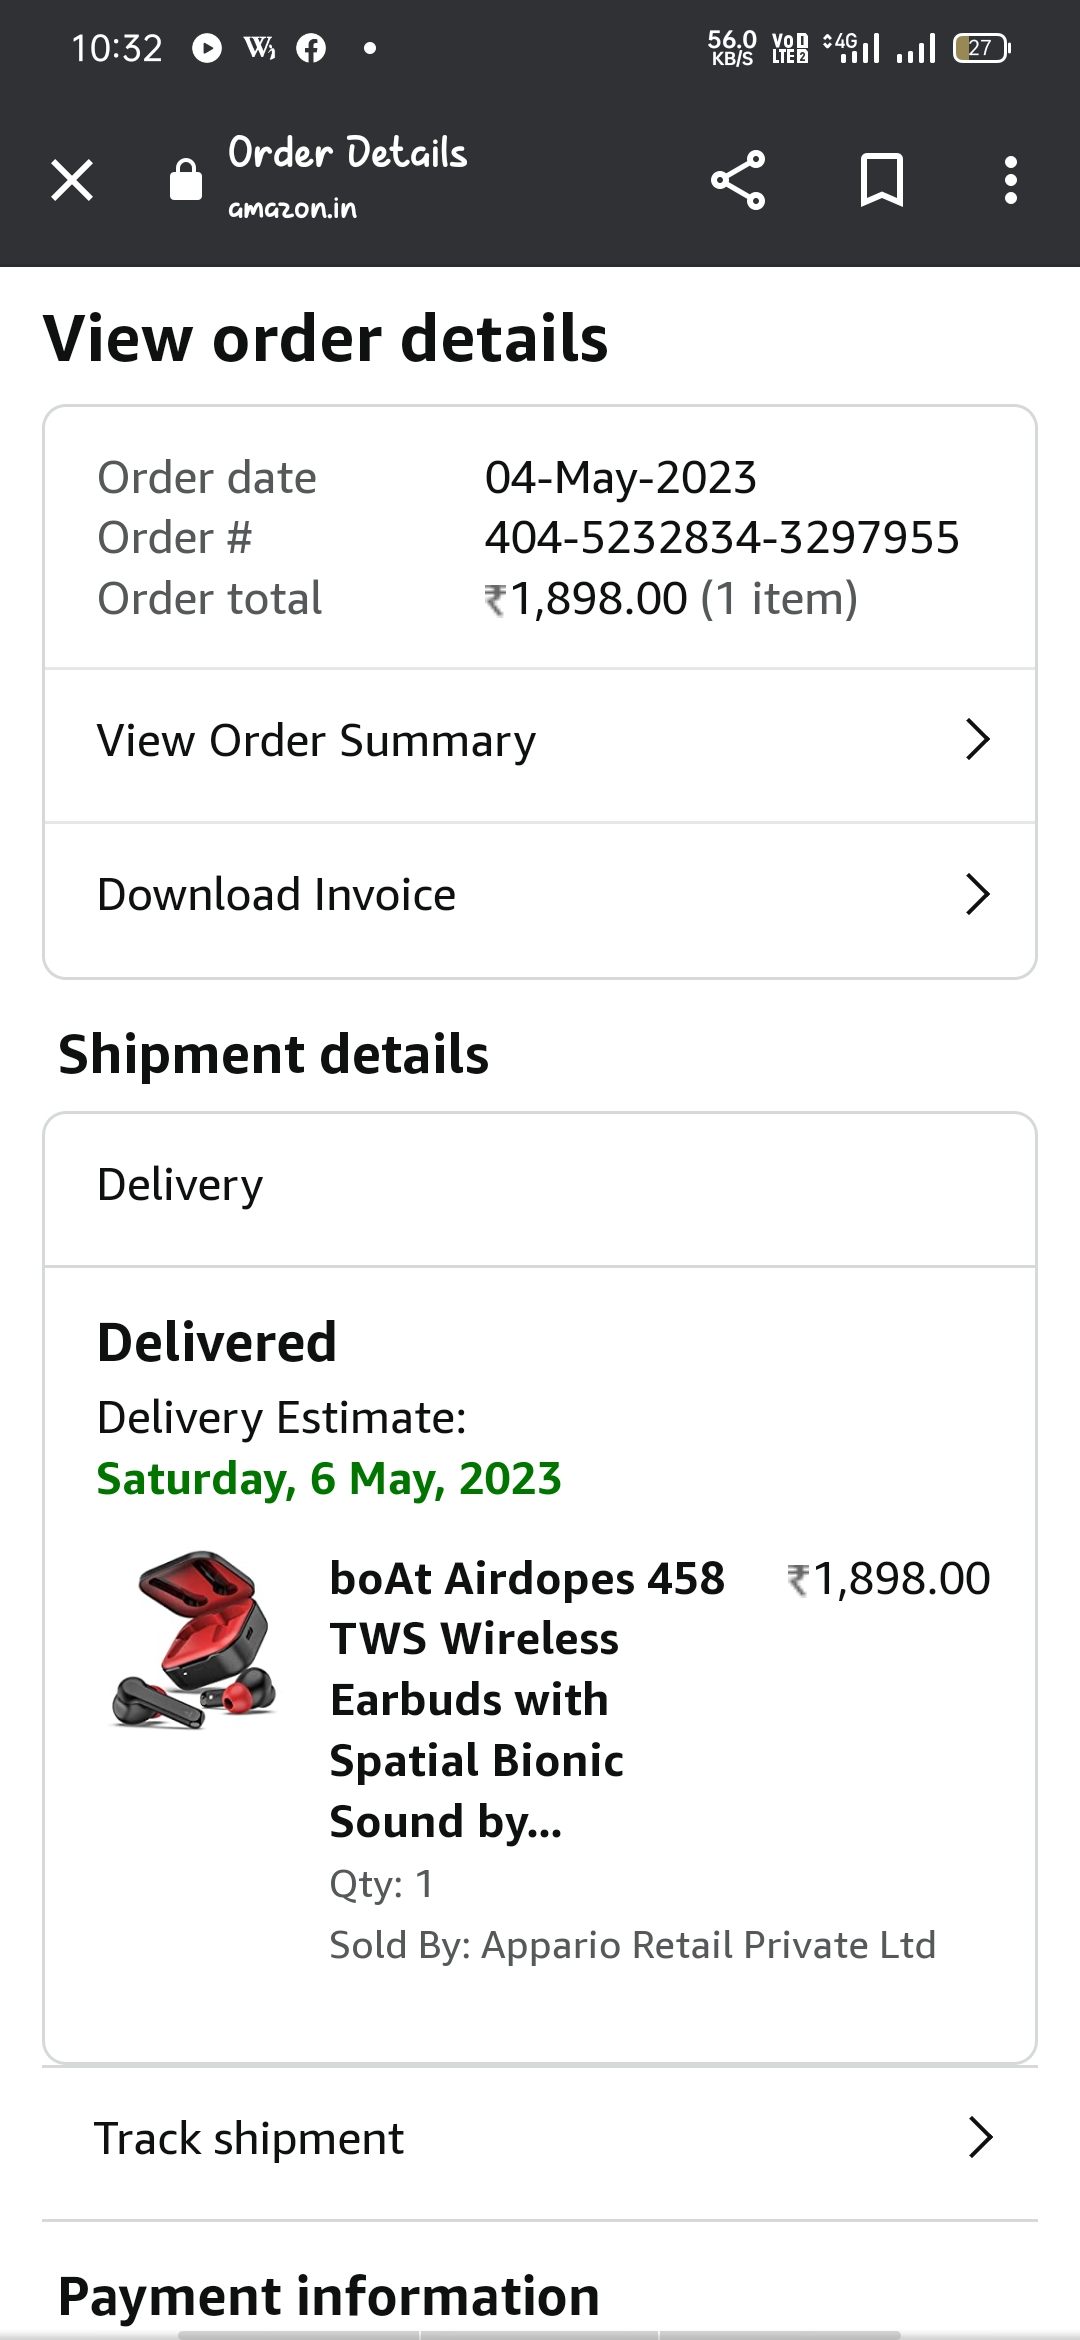 10:32
56.0 KB/S VoD LTE2 4G 27
Order Details
amazon.in
View order details
Order date 04-May-2023
Order # 404-5232834-3297955
Order total ₹1,898.00 (1 item)
View Order Summary
Download Invoice
Shipment details
Delivery
Delivered
Delivery Estimate:
Saturday, 6 May, 2023
boAt Airdopes 458 ₹1,898.00
TWS Wireless
Earbuds with
Spatial Bionic
Sound by...
Qty: 1
Sold By: Appario Retail Private Ltd
Track shipment
Payment information